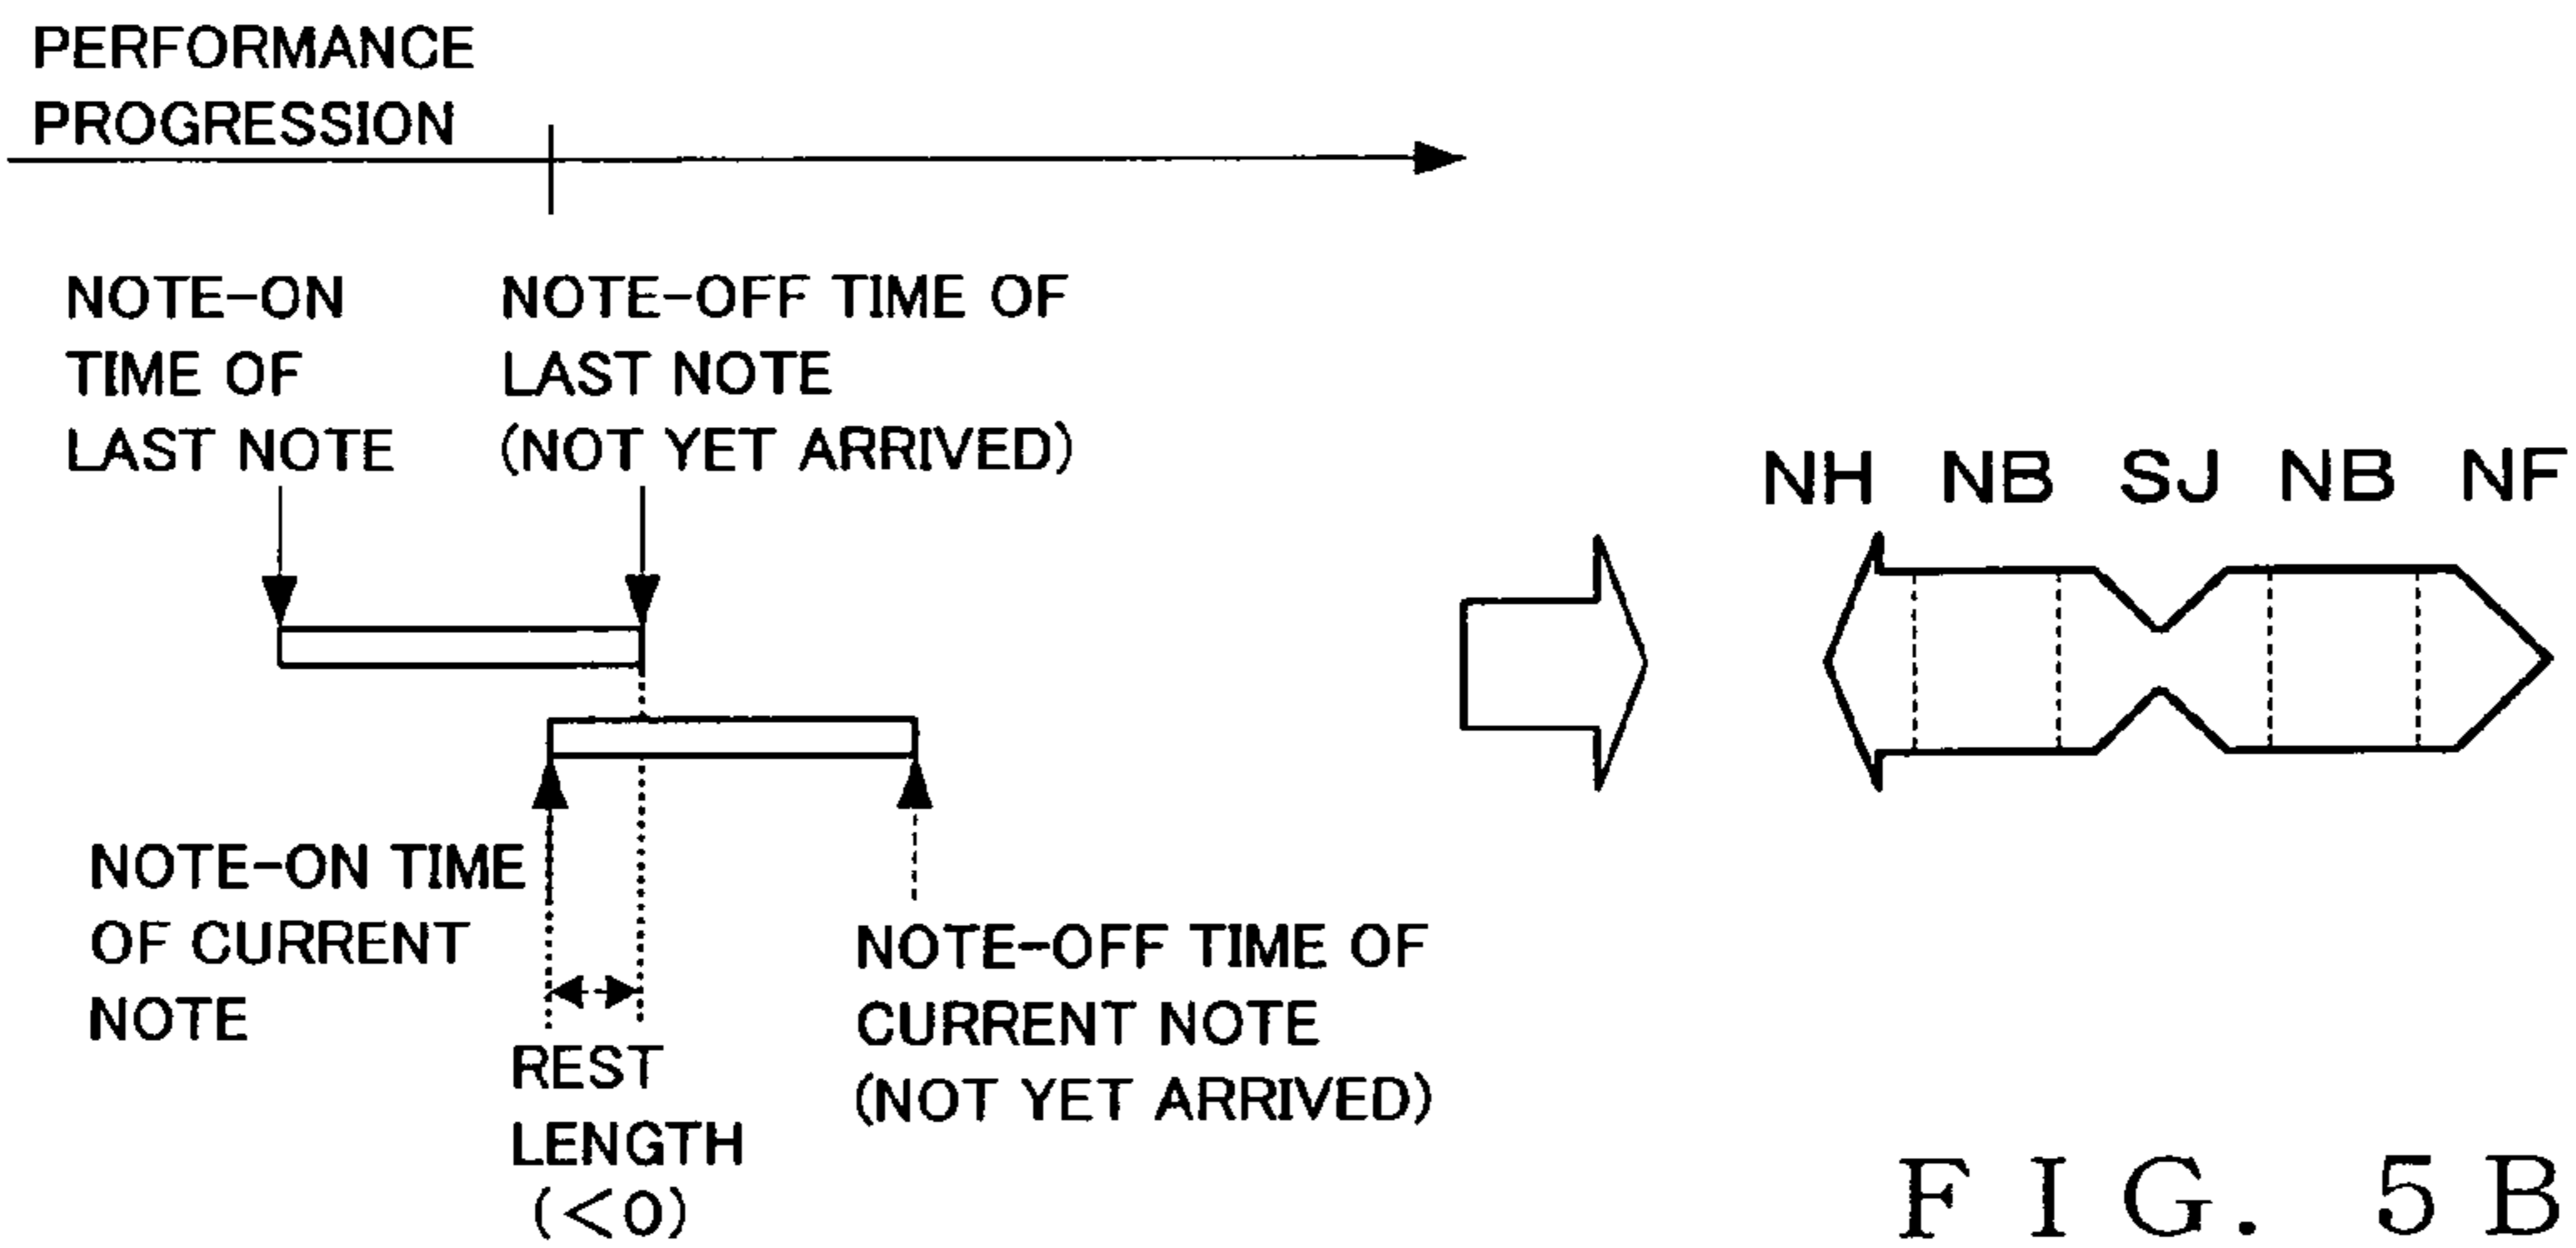 PERFORMANCE
PROGRESSION
NOTE-ON
TIME OF
LAST NOTE
NOTE-OFF TIME OF
LAST NOTE
(NOT YET ARRIVED)
NH NB SJ NB NF
NOTE-ON TIME
OF CURRENT
NOTE
REST
LENGTH
(<0)
NOTE-OFF TIME OF
CURRENT NOTE
(NOT YET ARRIVED)
FIG. 5B